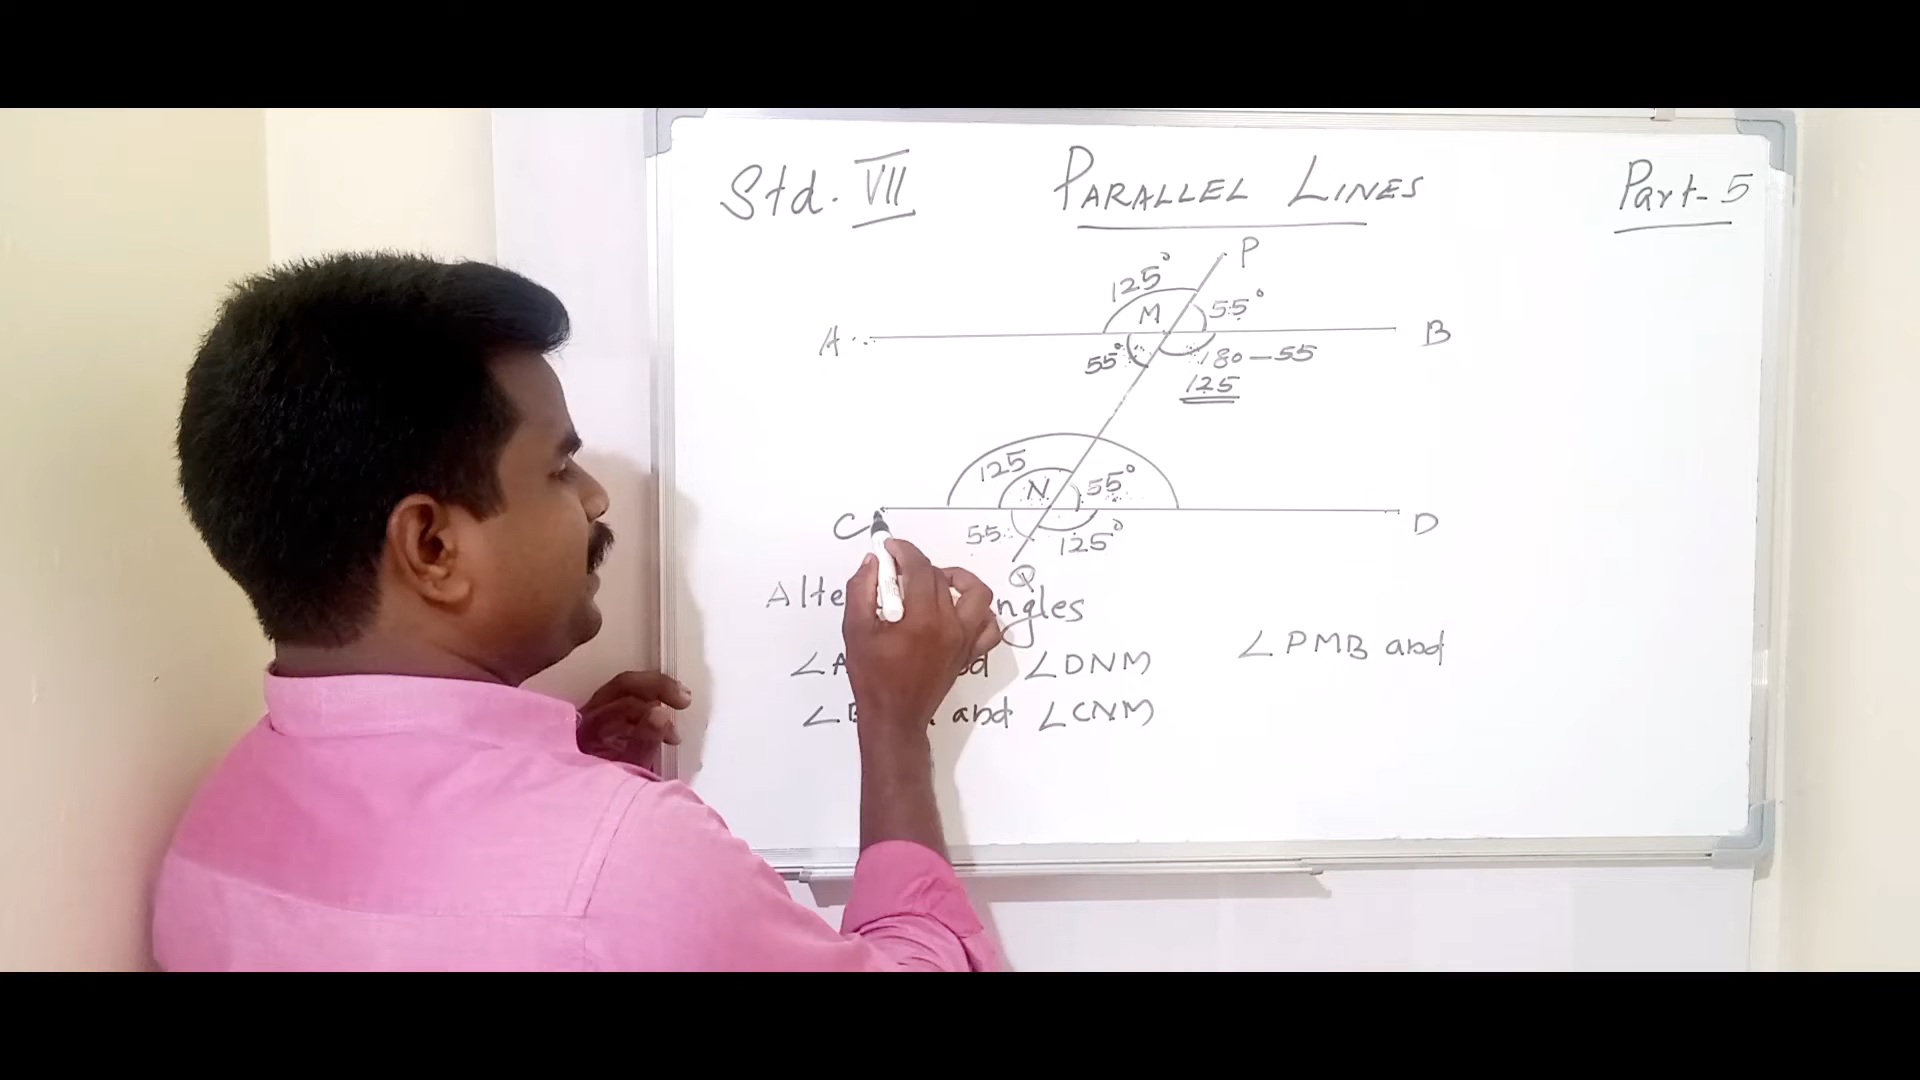 Std. VII PARALLEL LINES Part-5
P
125° M 55°
A B
55° 180-55
125
125 N 55°
C D
55 125°
Q
∠DNM ∠PMB and
and ∠CNM